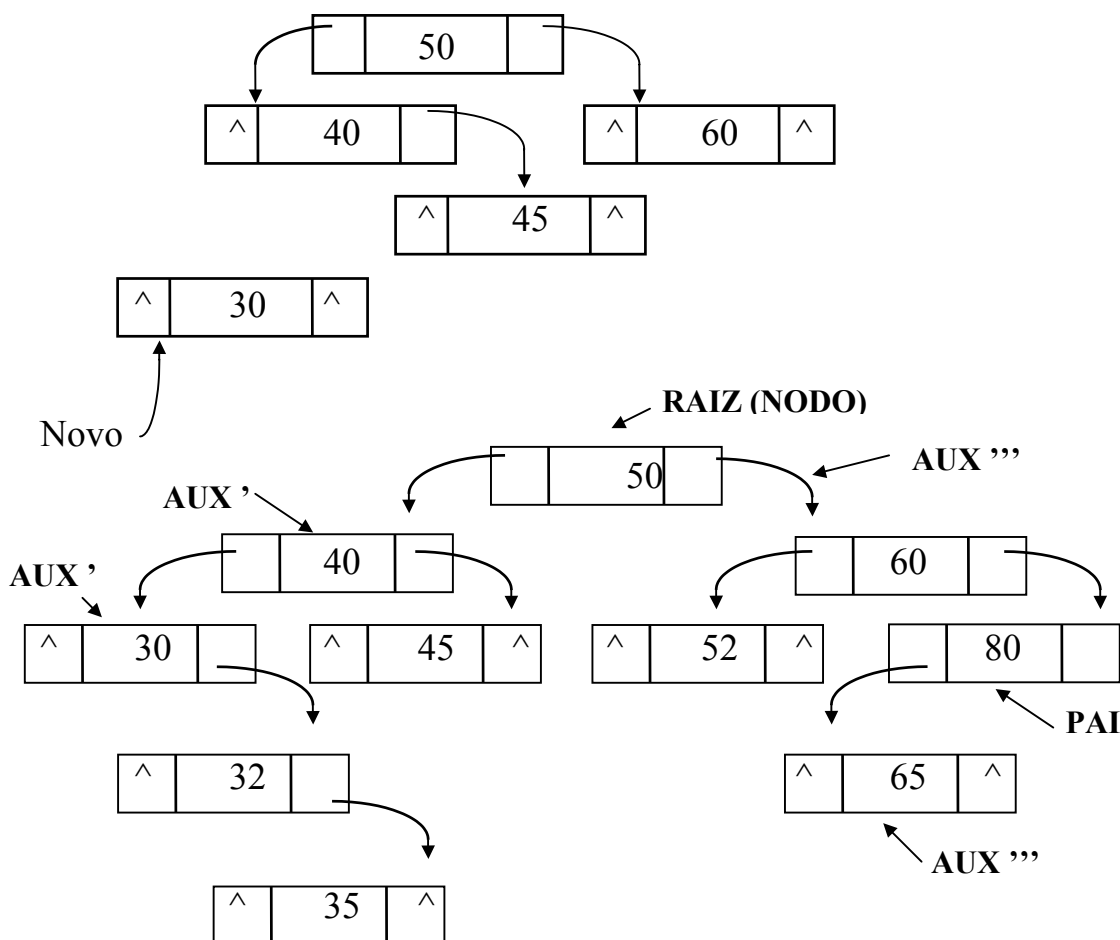 50
^ 40
^ 60 ^
^ 45 ^
^ 30 ^
Novo
RAIZ (NODO)
50
AUX ’’’
AUX '
40
60
AUX '
^ 30
^ 45 ^
^ 52 ^
80
PAI
^ 32
^ 65 ^
AUX ’’’
^ 35 ^